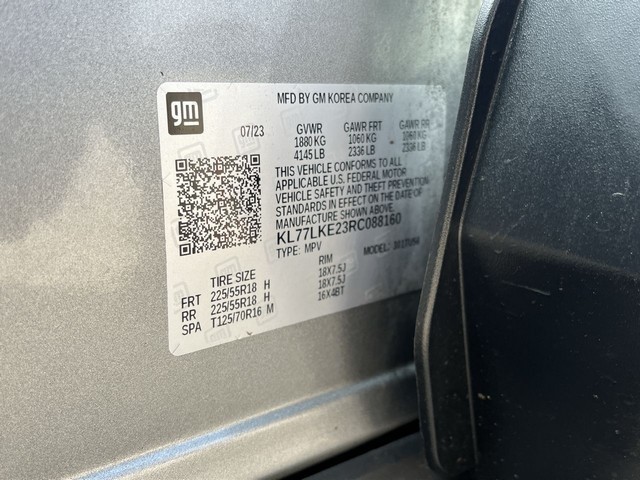 gm
MFD BY GM KOREA COMPANY
07/23 GVWR GAWR FRT GAWR RR
1880 KG 1060 KG 1060 KG
4145 LB 2336 LB 2336 LB
THIS VEHICLE CONFORMS TO ALL
APPLICABLE U.S. FEDERAL MOTOR
VEHICLE SAFETY AND THEFT PREVENTION
STANDARDS IN EFFECT ON THE DATE OF
MANUFACTURE SHOWN ABOVE.
KL77LKE23RC088160
TYPE: MPV MODEL:
TIRE SIZE RIM
FRT 225/55R18 H 18X7.5J
RR 225/55R18 H 18X7.5J
SPA T125/70R16 M 16X4BT